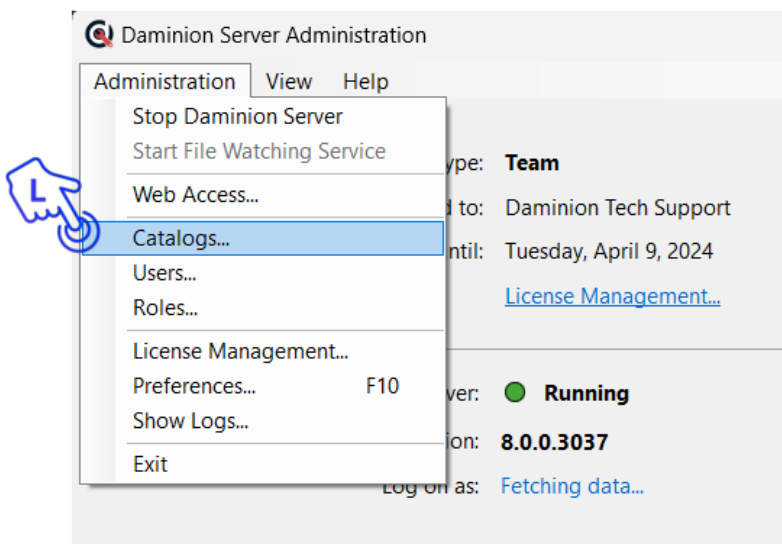 Daminion Server Administration
Administration View Help
Stop Daminion Server
Start File Watching Service
ype: Team
Web Access...
d to: Daminion Tech Support
L
Catalogs...
ntil: Tuesday, April 9, 2024
Users...
Roles...
License Management...
License Management...
Preferences... F10
ver: Running
Show Logs...
ion: 8.0.0.3037
Exit
Log on as: Fetching data...